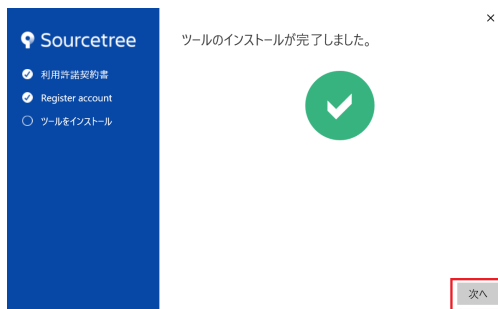 Sourcetree
利用許諾契約書
Register account
ツールをインストール
ツールのインストールが完了しました。
×
次へ